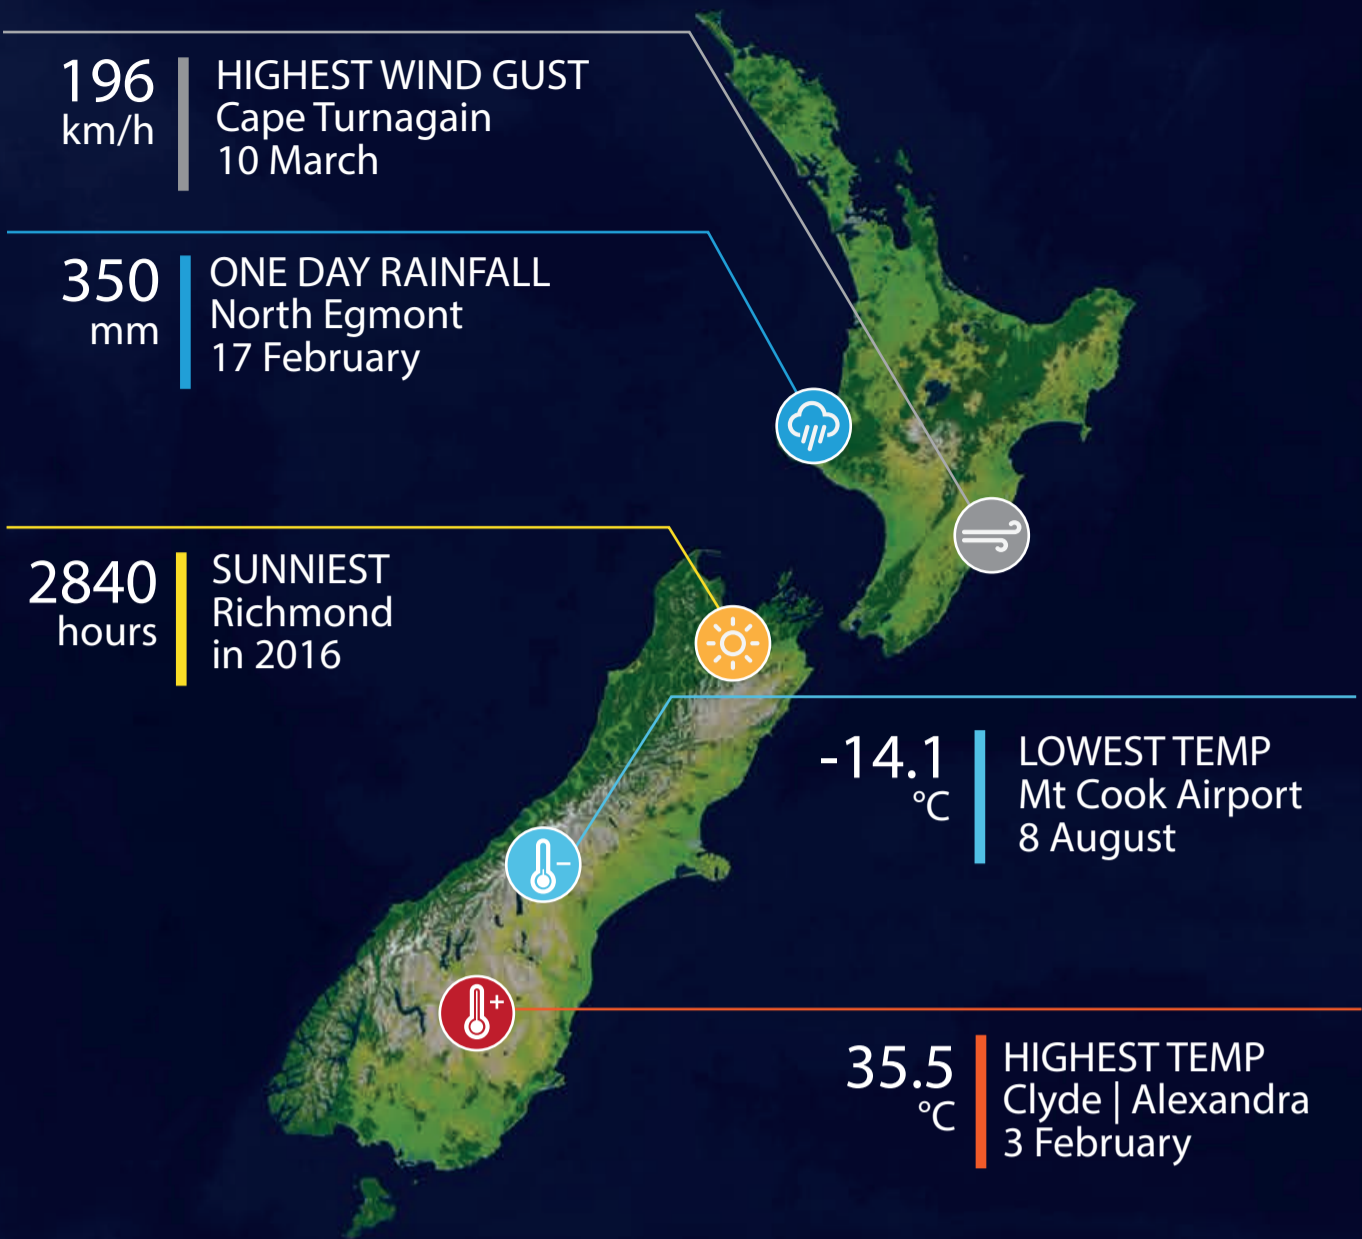 196
km/h
HIGHEST WIND GUST
Cape Turnagain
10 March
350
mm
ONE DAY RAINFALL
North Egmont
17 February
2840
hours
SUNNIEST
Richmond
in 2016
-14.1
°C
LOWEST TEMP
Mt Cook Airport
8 August
35.5
°C
HIGHEST TEMP
Clyde | Alexandra
3 February